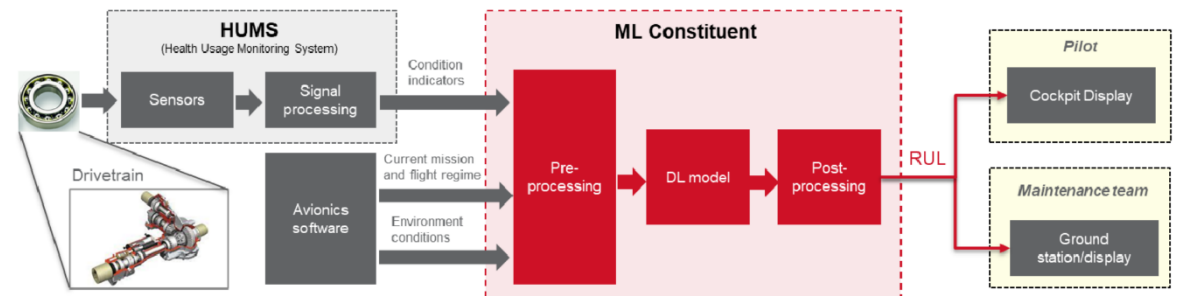 HUMS
(Health Usage Monitoring System)
Sensors
Signal
processing
Condition
indicators
Drivetrain
Avionics
software
Current mission
and flight regime
Environment
conditions
ML Constituent
Pre-
processing
DL model
Post-
processing
RUL
Pilot
Cockpit Display
Maintenance team
Ground
station/display